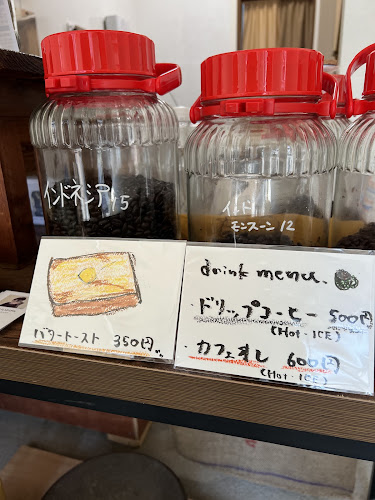 インドネシア 15
インド
モンスーン 12
バタートースト 350円
drink menu.
・ドリップコーヒー 500円
(Hot・ICE)
・カフェオレ 600円
(Hot・ICE)